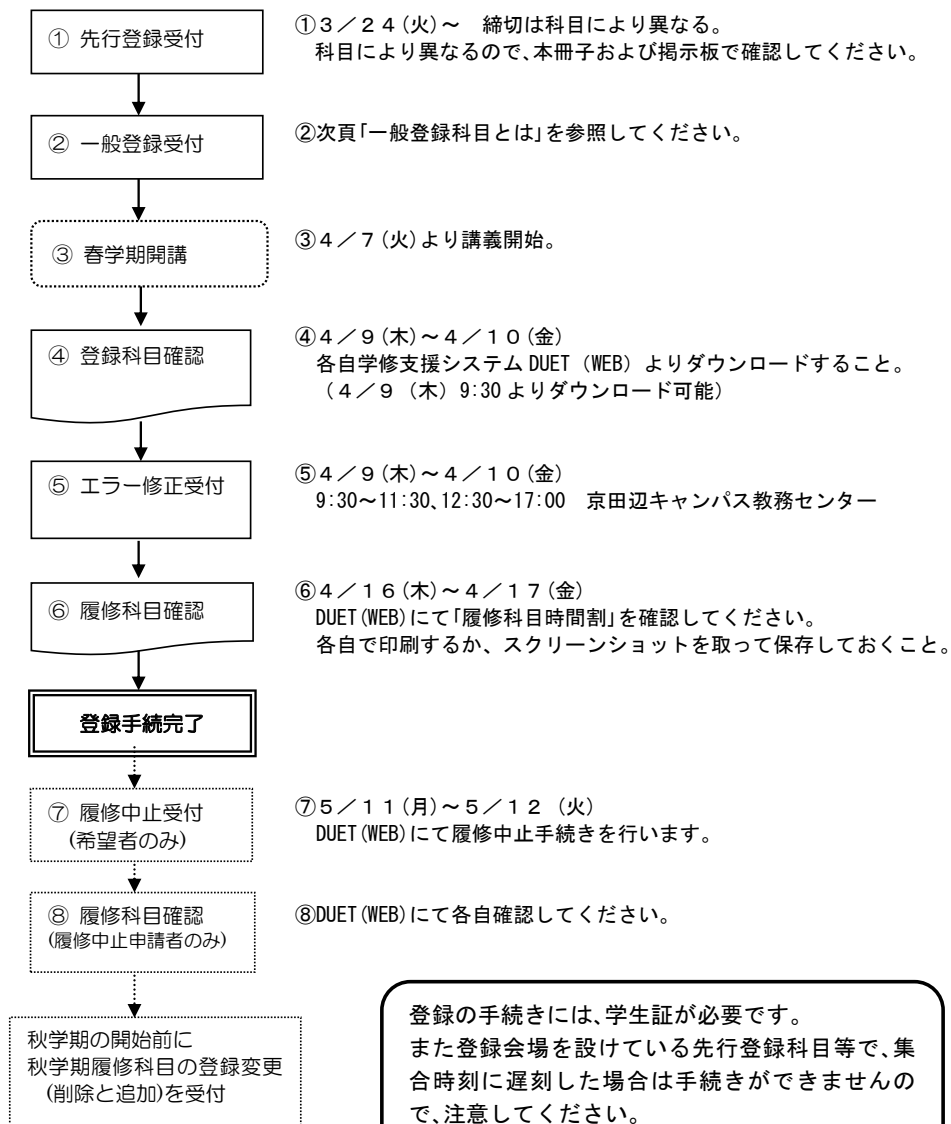 ① 先行登録受付
①3/24(火)~ 締切は科目により異なる。
科目により異なるので、本冊子および掲示板で確認してください。
② 一般登録受付
②次頁「一般登録科目とは」を参照してください。
③ 春学期開講
③4/7(火)より講義開始。
④ 登録科目確認
④4/9(木)~4/10(金)
各自学修支援システム DUET(WEB)よりダウンロードすること。
(4/9(木)9:30よりダウンロード可能)
⑤ エラー修正受付
⑤4/9(木)~4/10(金)
9:30~11:30、12:30~17:00 京田辺キャンパス教務センター
⑥ 履修科目確認
⑥4/16(木)~4/17(金)
DUET(WEB)にて「履修科目時間割」を確認してください。
各自で印刷するか、スクリーンショットを取って保存しておくこと。
登録手続完了
⑦ 履修中止受付
(希望者のみ)
⑦5/11(月)~5/12(火)
DUET(WEB)にて履修中止手続きを行います。
⑧ 履修科目確認
(履修中止申請者のみ)
⑧DUET(WEB)にて各自確認してください。
秋学期の開始前に
秋学期履修科目の登録変更
(削除と追加)を受付
登録の手続きには、学生証が必要です。
また登録会場を設けている先行登録科目等で、集
合時刻に遅刻した場合は手続きができませんの
で、注意してください。